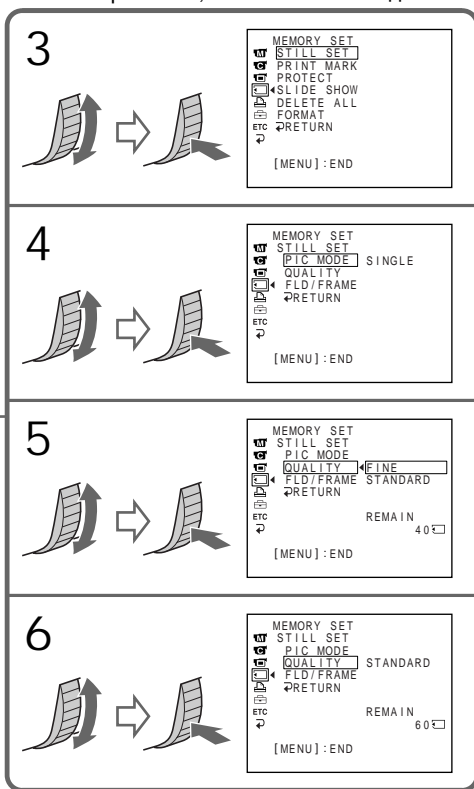 3
MEMORY SET
STILL SET
PRINT MARK
PROTECT
SLIDE SHOW
DELETE ALL
FORMAT
ETC
RETURN
[MENU] : END
4
MEMORY SET
STILL SET
PIC MODE SINGLE
QUALITY
FLD/FRAME
RETURN
ETC
[MENU] : END
5
MEMORY SET
STILL SET
PIC MODE
QUALITY FINE
FLD/FRAME STANDARD
RETURN
ETC REMAIN
40
[MENU] : END
6
MEMORY SET
STILL SET
PIC MODE
QUALITY STANDARD
FLD/FRAME
RETURN
ETC REMAIN
60
[MENU] : END